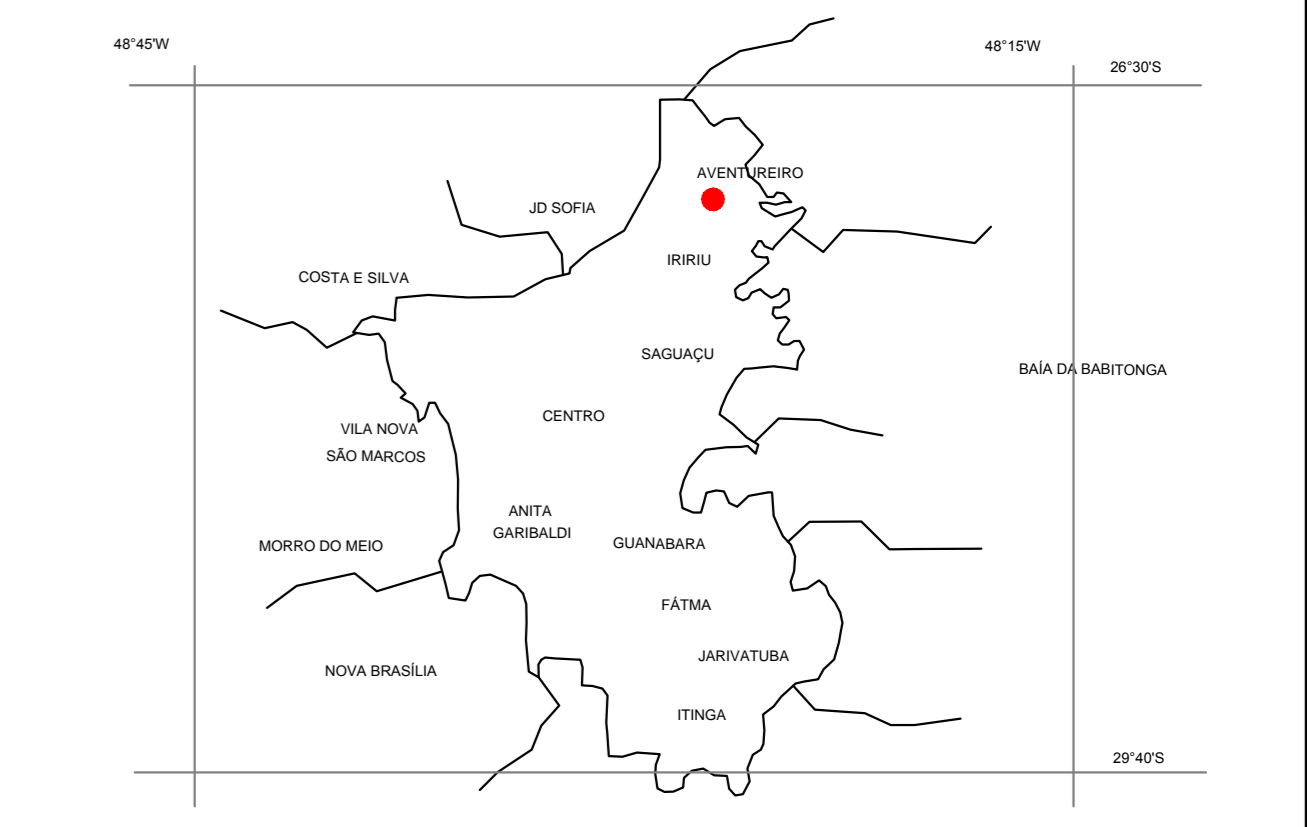 48°45'W
48°15'W
26°30'S
AVENTUREIRO
JD SOFIA
IRIRIU
COSTA E SILVA
SAGUAÇU
BAÍA DA BABITONGA
CENTRO
VILA NOVA
SÃO MARCOS
ANITA
GARIBALDI
GUANABARA
MORRO DO MEIO
FÁTMA
JARIVATUBA
NOVA BRASÍLIA
ITINGA
29°40'S